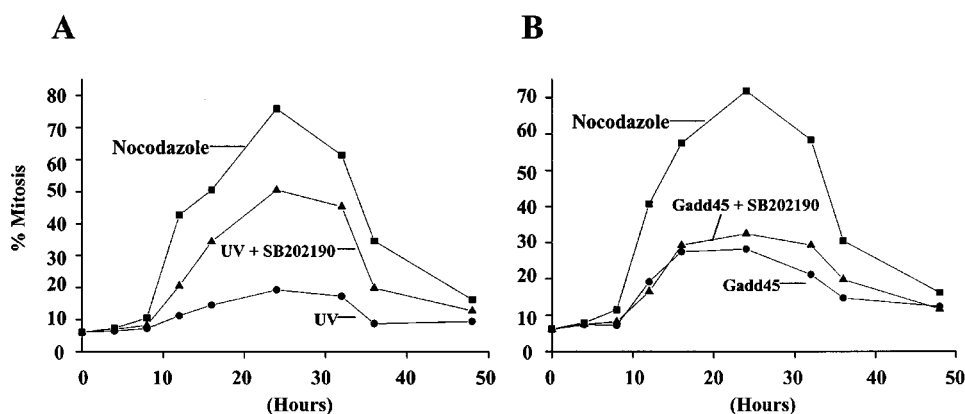 A
80
70
60
50
40
30
20
10
0
% Mitosis
Nocodazole
UV + SB202190
UV
0 10 20 30 40 50
(Hours)
B
70
60
50
40
30
20
10
0
Nocodazole
Gadd45 + SB202190
Gadd45
0 10 20 30 40 50
(Hours)